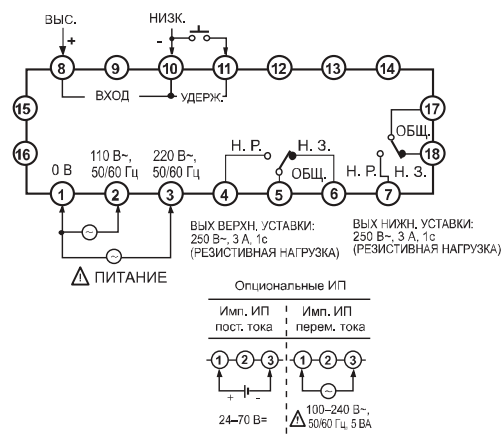 ВЫС. НИЗК.
+ -
8 9 10 11 12 13 14
ВХОД УДЕРЖ.
15 17
ОБЩ.
16 18
0 В 110 В~, 50/60 Гц 220 В~, 50/60 Гц Н. Р. Н. З. Н. Р. Н. З.
ОБЩ.
1 2 3 4 5 6 7
ВЫХ ВЕРХН. УСТАВКИ:
250 В~, 3 А, 1с
(РЕЗИСТИВНАЯ НАГРУЗКА)
ВЫХ НИЖН. УСТАВКИ:
250 В~, 3 А, 1с
(РЕЗИСТИВНАЯ НАГРУЗКА)
ПИТАНИЕ
Опциональные ИП
Имп. ИП
пост. тока
Имп. ИП
перем. тока
1 2 3 1 2 3
+ -
24–70 В=
100–240 В~,
50/60 Гц, 5 ВА